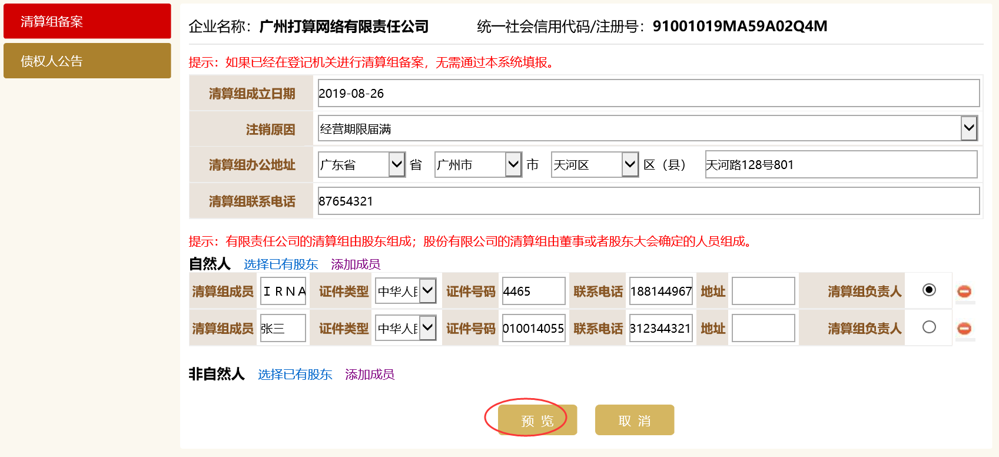 清算组备案
债权人公告
企业名称：广州打算网络有限责任公司 统一社会信用代码/注册号：91001019MA59A02Q4M
提示：如果已经在登记机关进行清算组备案，无需通过本系统填报。
清算组成立日期 2019-08-26
注销原因 经营期限届满
清算组办公地址 广东省 省 广州市 市 天河区 区（县） 天河路128号801
清算组联系电话 87654321
提示：有限责任公司的清算组由股东组成；股份有限公司的清算组由董事或者股东大会确定的人员组成。
自然人 选择已有股东 添加成员
清算组成员 ＩＲＮＡ 证件类型 中华人民 证件号码 4465 联系电话 188144967 地址 清算组负责人
清算组成员 张三 证件类型 中华人民 证件号码 010014055 联系电话 312344321 地址 清算组负责人
非自然人 选择已有股东 添加成员
预 览 取 消